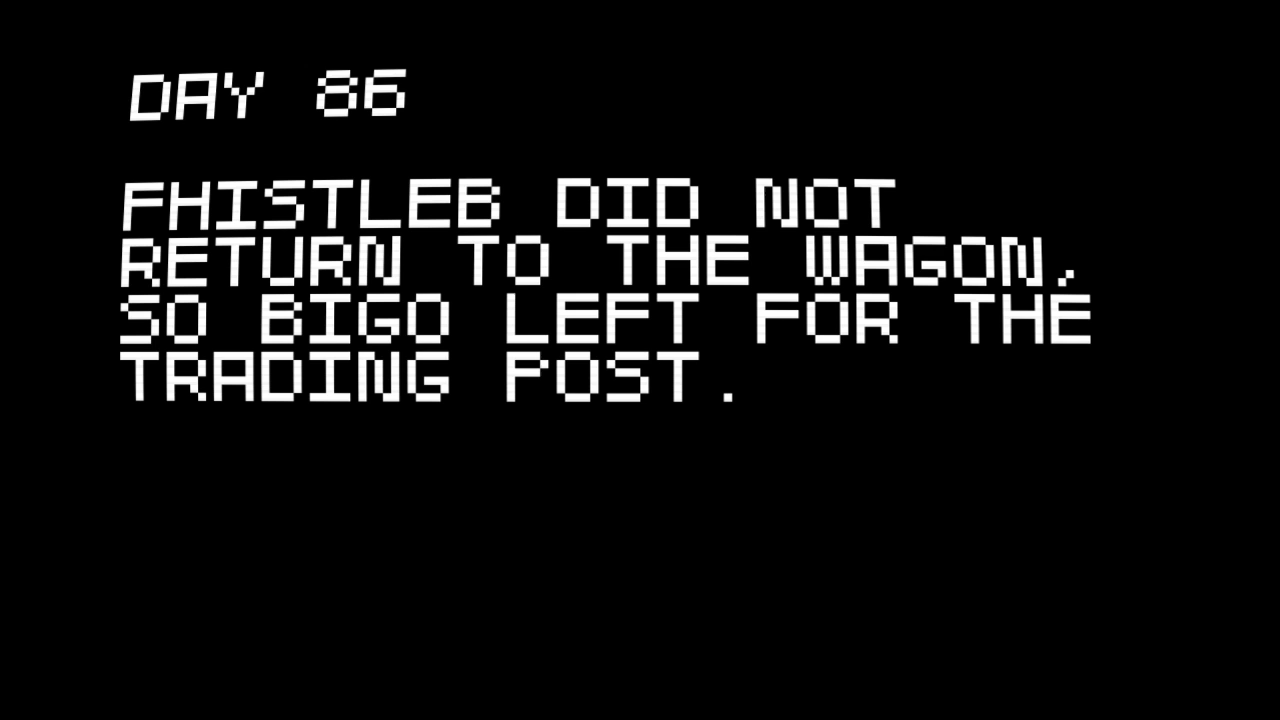 DAY 86
FHISTLEB DID NOT
RETURN TO THE WAGON,
SO BIGO LEFT FOR THE
TRADING POST.